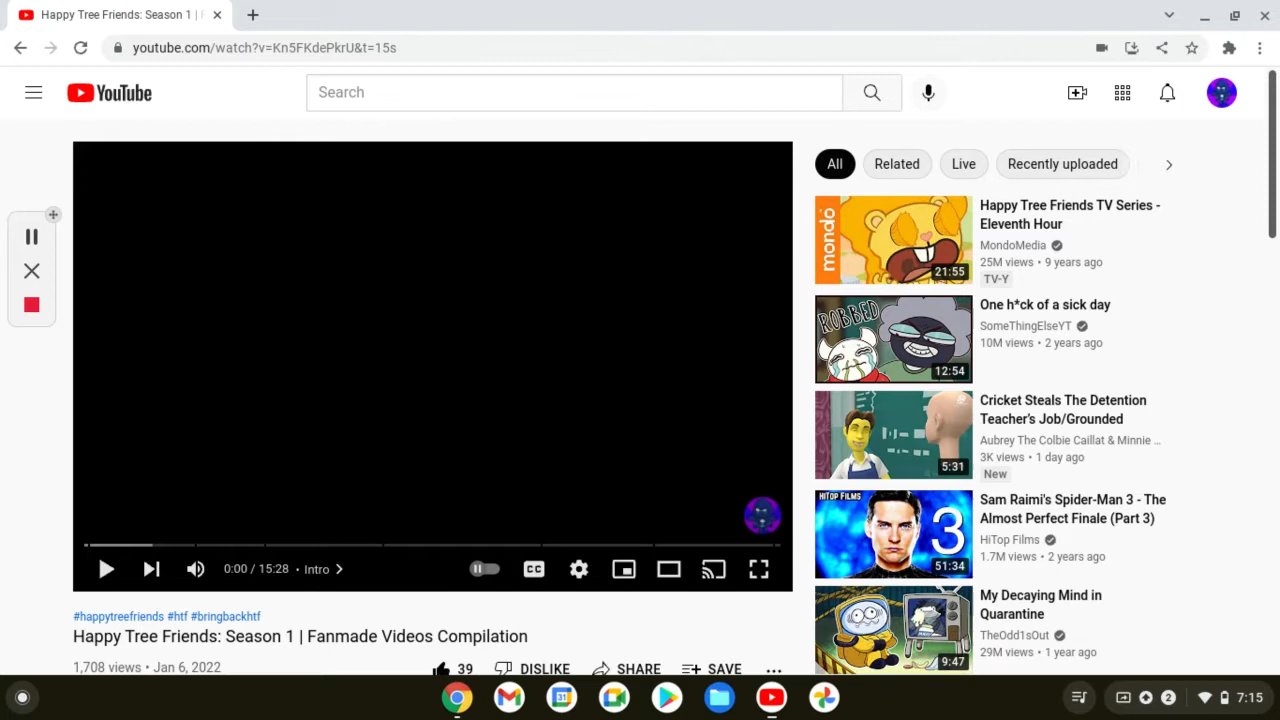 Happy Tree Friends: Season 1 | F
youtube.com/watch?v=Kn5FKdePkrU&t=15s
YouTube
Search
All
Related
Live
Recently uploaded
mondo
21:55
Happy Tree Friends TV Series -
Eleventh Hour
MondoMedia
25M views • 9 years ago
TV-Y
ROBBED
12:54
One h*ck of a sick day
SomeThingElseYT
10M views • 2 years ago
5:31
Cricket Steals The Detention
Teacher's Job/Grounded
Aubrey The Colbie Caillat & Minnie ...
3K views • 1 day ago
New
HiTOP FILMS
3
51:34
Sam Raimi's Spider-Man 3 - The
Almost Perfect Finale (Part 3)
HiTop Films
1.7M views • 2 years ago
9:47
My Decaying Mind in
Quarantine
TheOdd1sOut
29M views • 1 year ago
0:00 / 15:28 • Intro
CC
#happytreefriends #htf #bringbackhtf
Happy Tree Friends: Season 1 | Fanmade Videos Compilation
1,708 views • Jan 6, 2022
39
DISLIKE
SHARE
SAVE
31
2
7:15